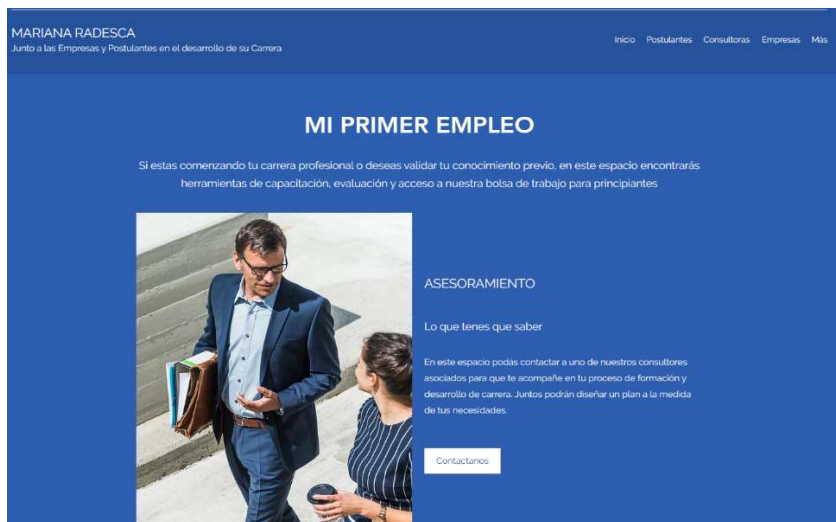 MARIANA RADESCA
Junto a las Empresas y Postulantes en el desarrollo de su Carrera
Inicio Postulantes Consultoras Empresas Más
MI PRIMER EMPLEO
Si estas comenzando tu carrera profesional o deseas validar tu conocimiento previo, en este espacio encontrarás
herramientas de capacitación, evaluación y acceso a nuestra bolsa de trabajo para principiantes
ASESORAMIENTO
Lo que tenes que saber
En este espacio podás contactar a uno de nuestros consultores
asociados para que te acompañe en tu proceso de formación y
desarrollo de carrera. Juntos podrán diseñar un plan a la medida
de tus necesidades.
Contactanos